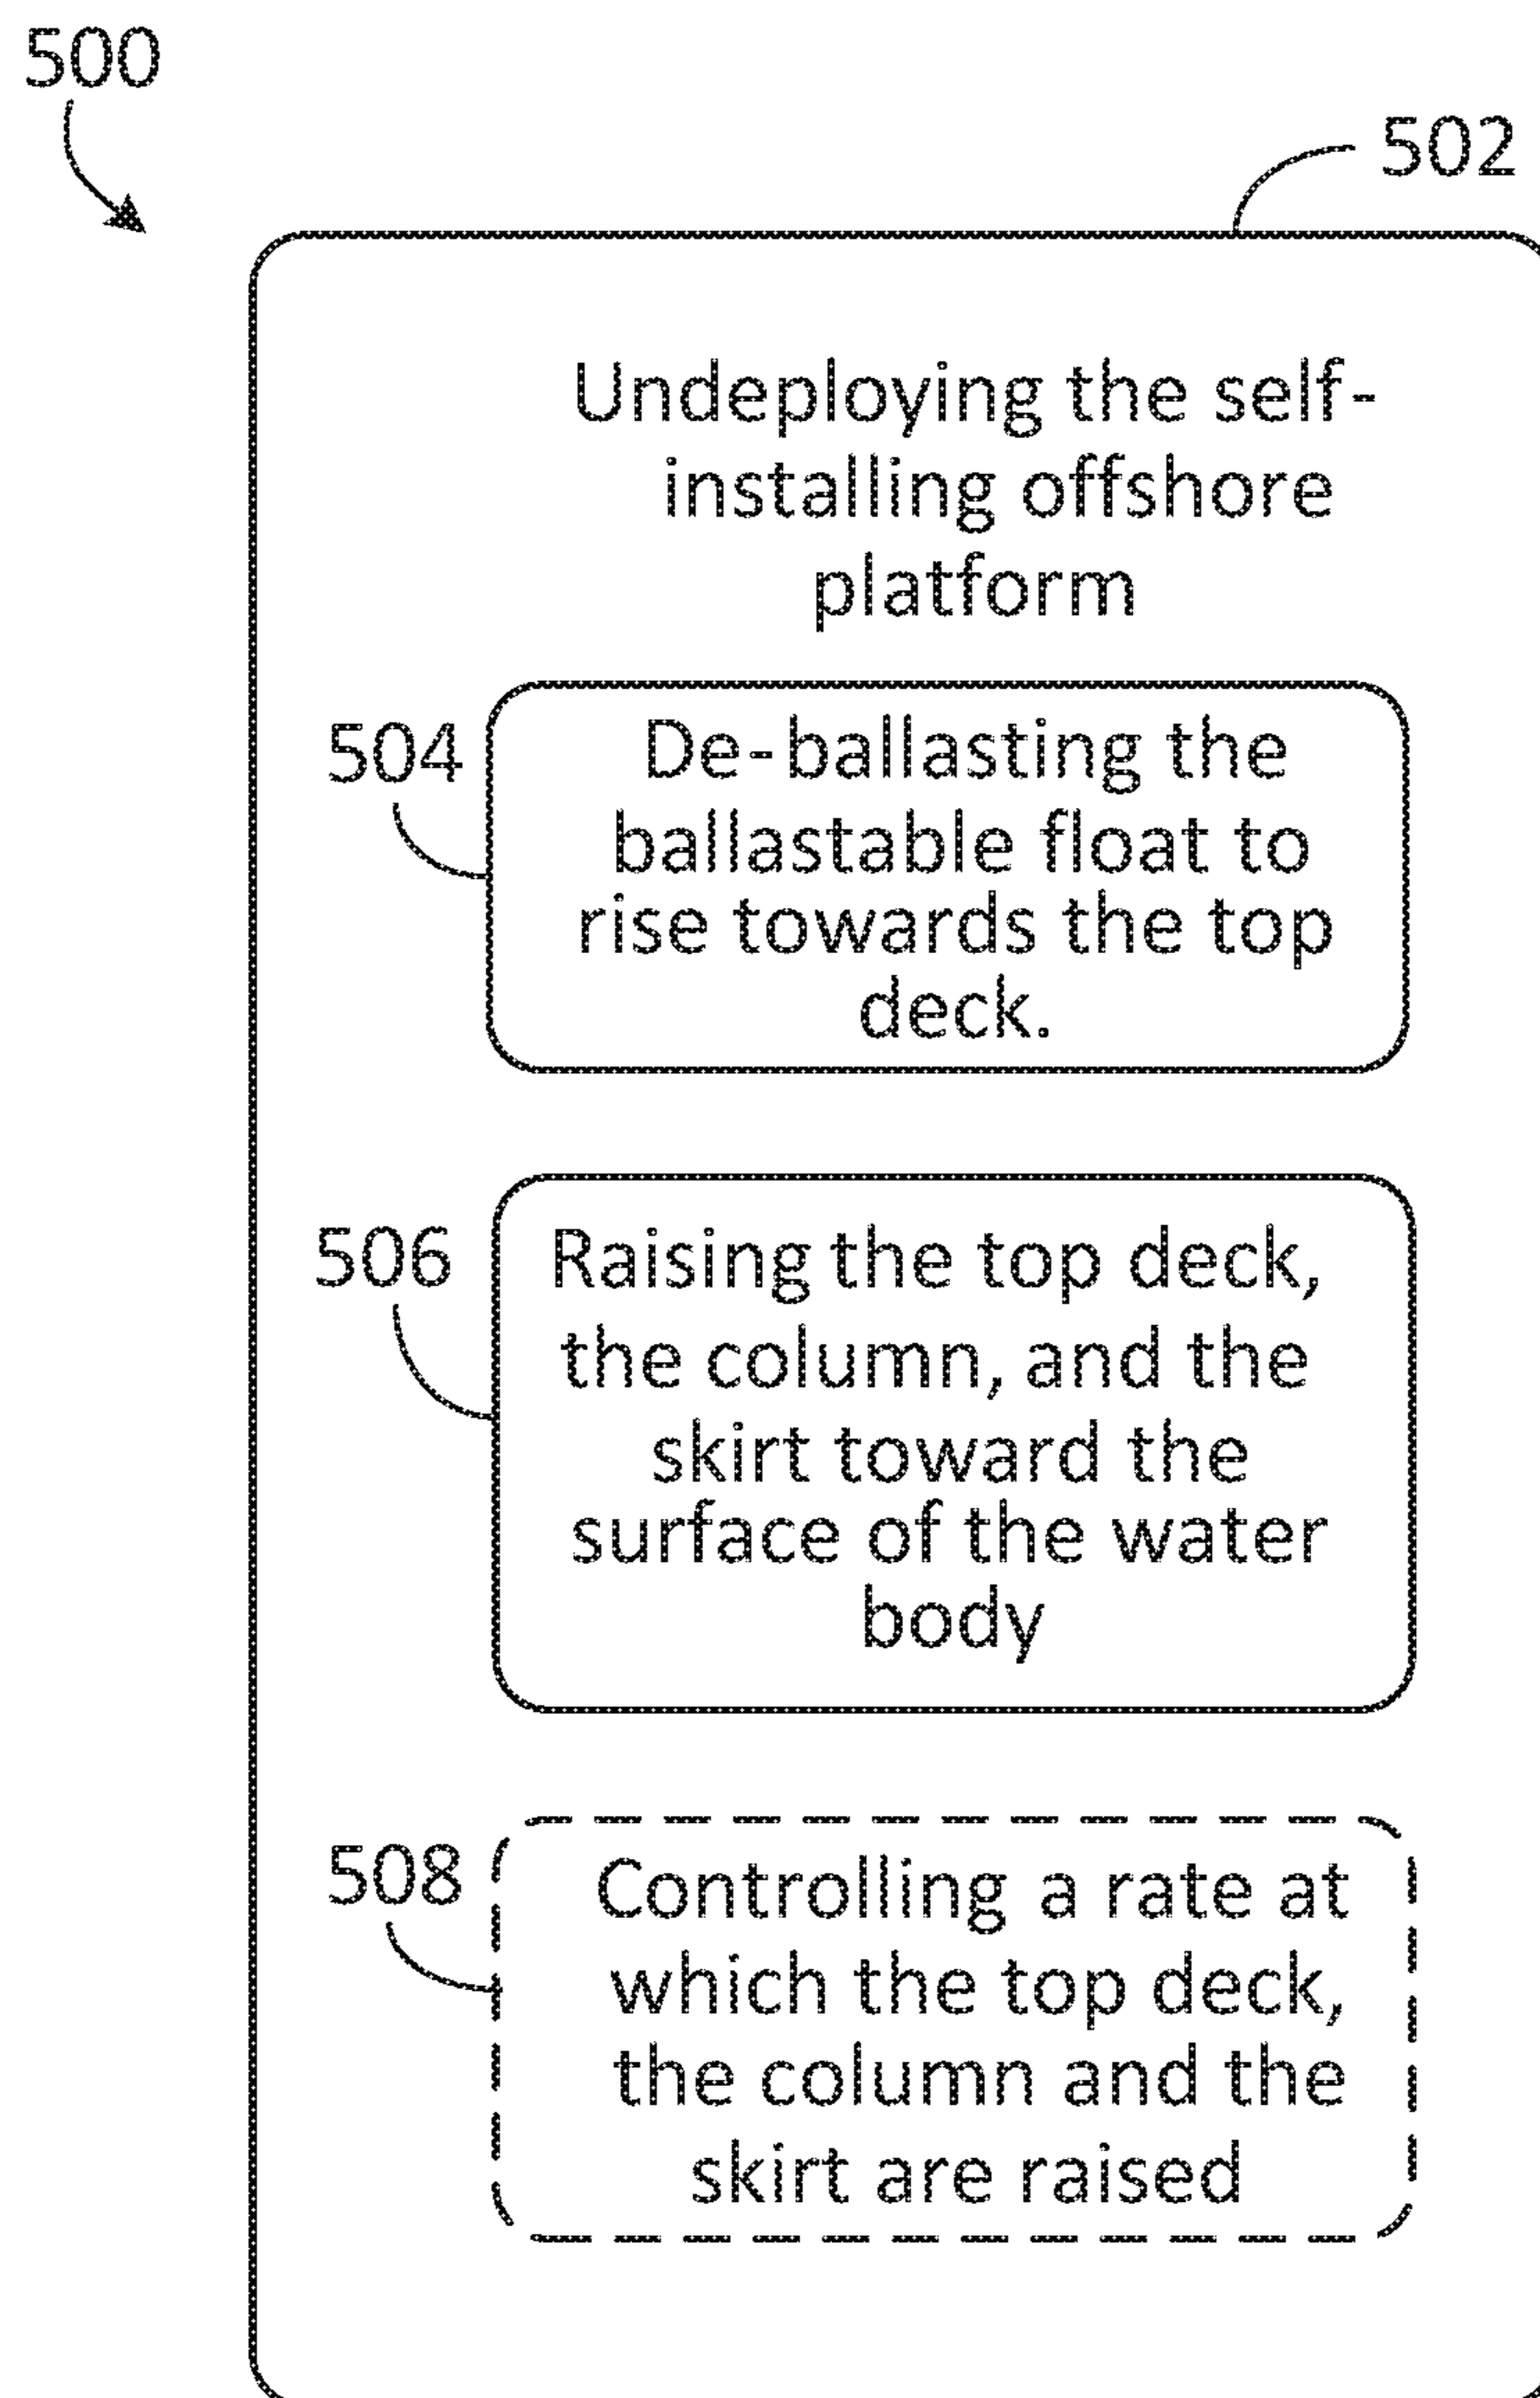 500
502
Undeploying the self-
installing offshore
platform
504
De-ballasting the
ballastable float to
rise towards the top
deck.
506
Raising the top deck,
the column, and the
skirt toward the
surface of the water
body
508
Controlling a rate at
which the top deck,
the column and the
skirt are raised